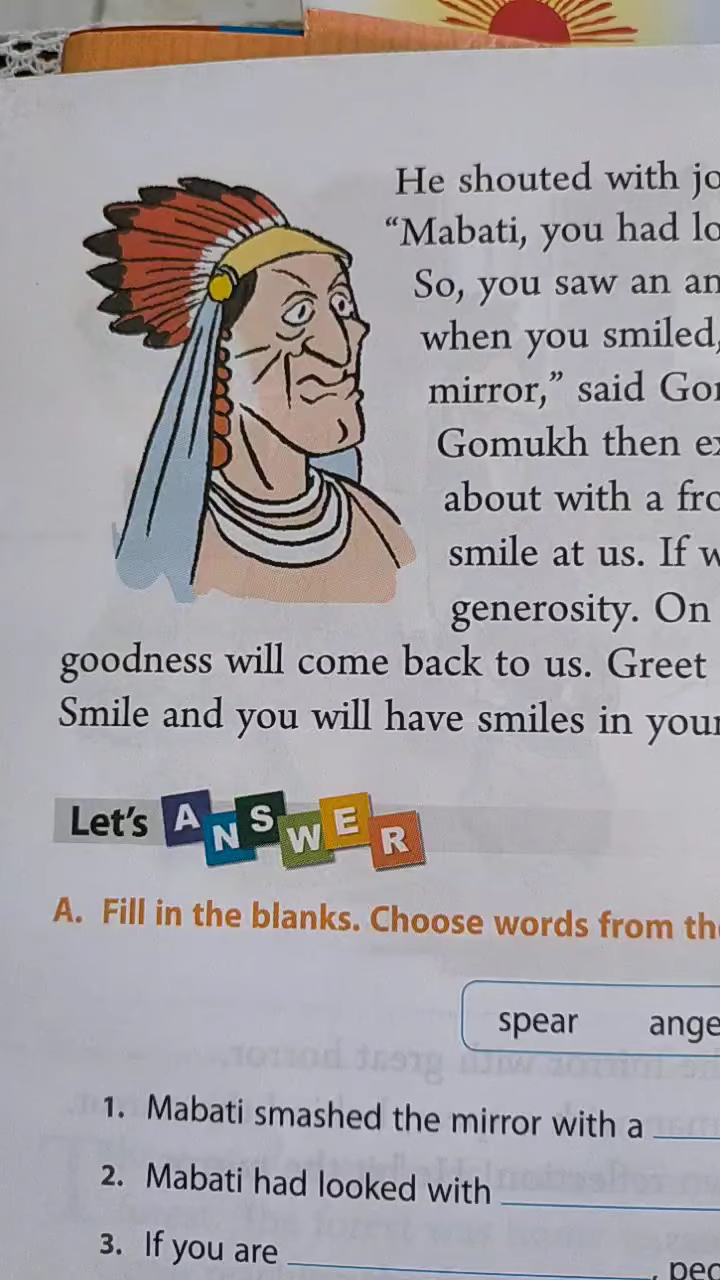 He shouted with jo
“Mabati, you had lo
So, you saw an an
when you smiled,
mirror,” said Go
Gomukh then ex
about with a fro
smile at us. If w
generosity. On
goodness will come back to us. Greet
Smile and you will have smiles in your
Let's ANSWER
A. Fill in the blanks. Choose words from the
spear ange
1. Mabati smashed the mirror with a
2. Mabati had looked with
3. If you are , peo